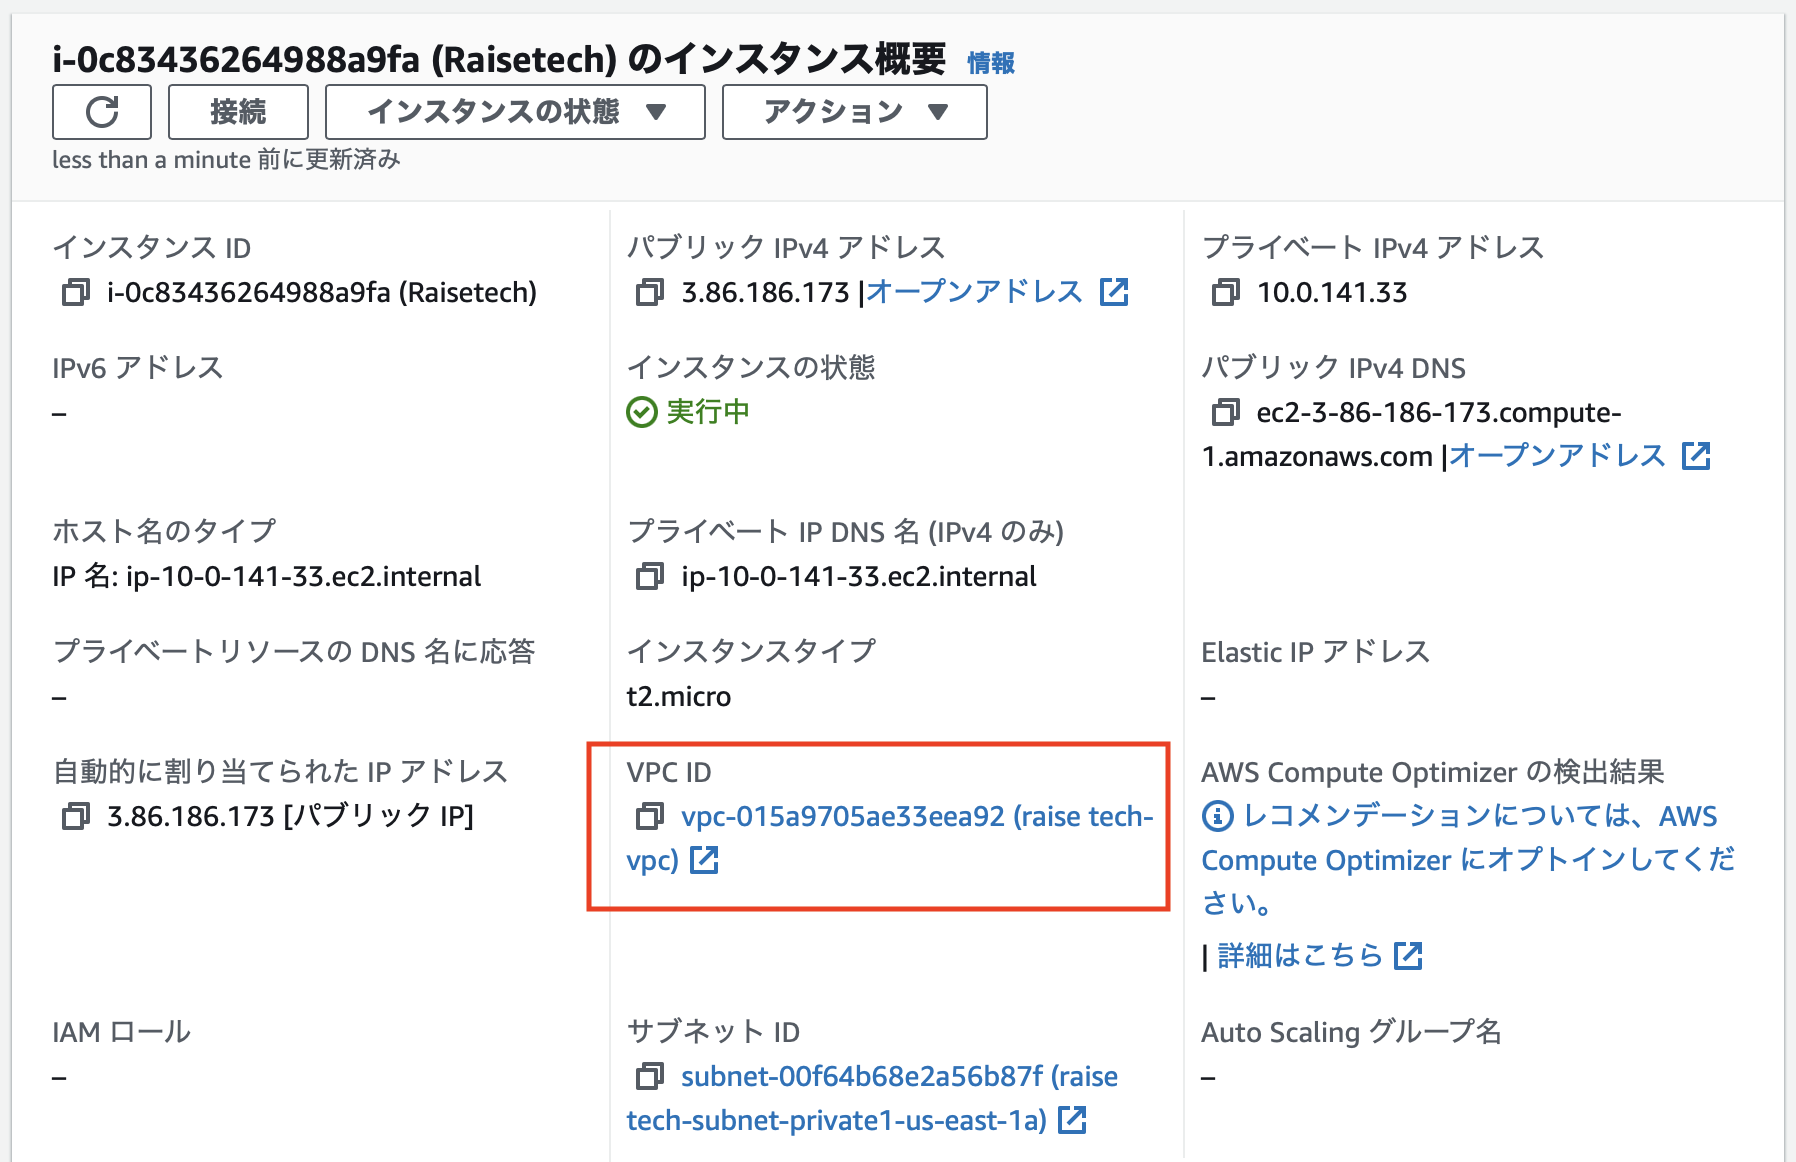 i-0c83436264988a9fa (Raisetech) のインスタンス概要 情報
接続 インスタンスの状態 ▼ アクション ▼
less than a minute 前に更新済み
インスタンス ID
i-0c83436264988a9fa (Raisetech)
パブリック IPv4 アドレス
3.86.186.173 |オープンアドレス
プライベート IPv4 アドレス
10.0.141.33
IPv6 アドレス
–
インスタンスの状態
実行中
パブリック IPv4 DNS
ec2-3-86-186-173.compute-
1.amazonaws.com |オープンアドレス
ホスト名のタイプ
IP 名: ip-10-0-141-33.ec2.internal
プライベート IP DNS 名 (IPv4 のみ)
ip-10-0-141-33.ec2.internal
プライベートリソースの DNS 名に応答
–
インスタンスタイプ
t2.micro
Elastic IP アドレス
–
自動的に割り当てられた IP アドレス
3.86.186.173 [パブリック IP]
VPC ID
vpc-015a9705ae33eea92 (raise tech-
vpc)
AWS Compute Optimizer の検出結果
レコメンデーションについては、AWS
Compute Optimizer にオプトインしてくだ
さい。
| 詳細はこちら
IAM ロール
–
サブネット ID
subnet-00f64b68e2a56b87f (raise
tech-subnet-private1-us-east-1a)
Auto Scaling グループ名
–